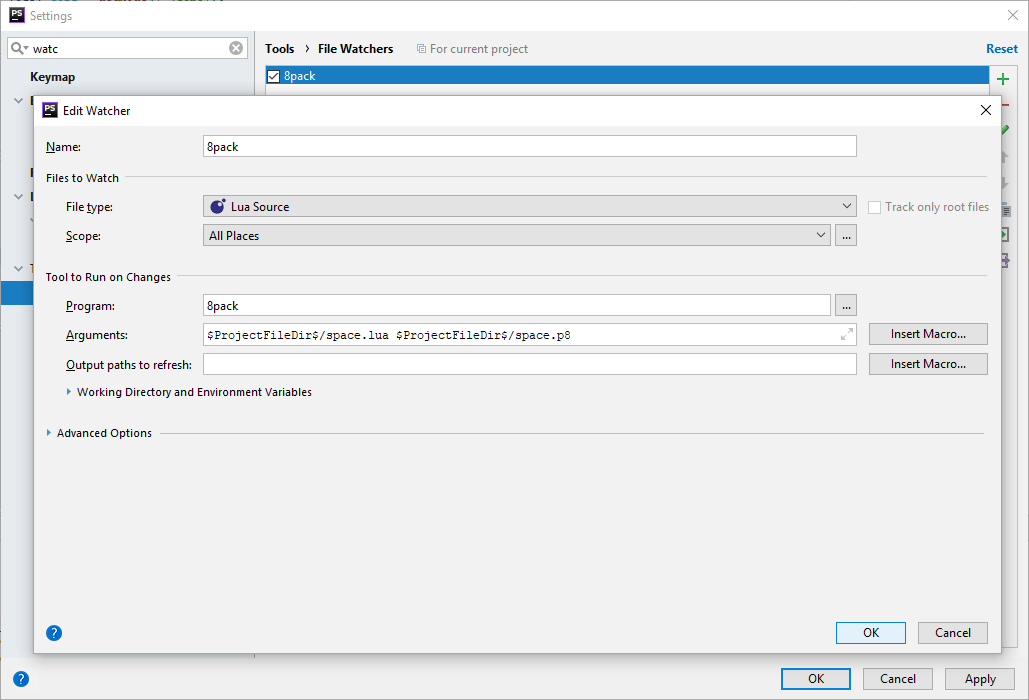 PS Settings
watc
Tools › File Watchers For current project Reset
Keymap
8pack
PS Edit Watcher
Name: 8pack
Files to Watch
File type: Lua Source Track only root files
Scope: All Places ...
Tool to Run on Changes
Program: 8pack ...
Arguments: $ProjectFileDir$/space.lua $ProjectFileDir$/space.p8 Insert Macro...
Output paths to refresh: Insert Macro...
Working Directory and Environment Variables
Advanced Options
? OK Cancel
? OK Cancel Apply